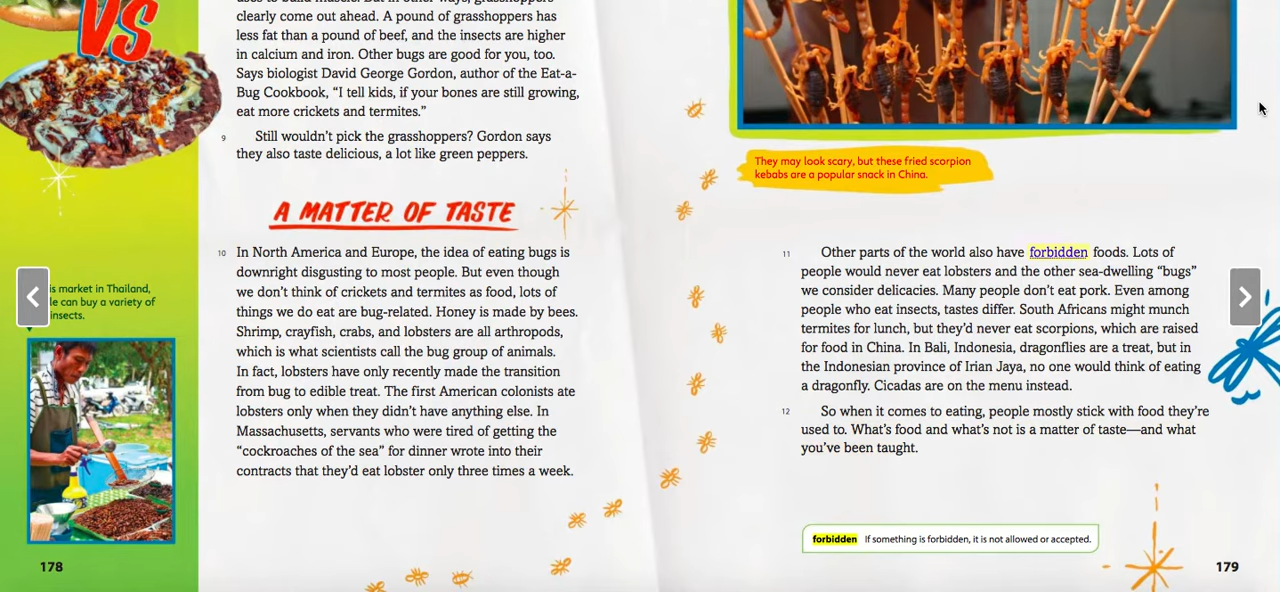 VS
clearly come out ahead. A pound of grasshoppers has
less fat than a pound of beef, and the insects are higher
in calcium and iron. Other bugs are good for you, too.
Says biologist David George Gordon, author of the Eat-a-
Bug Cookbook, “I tell kids, if your bones are still growing,
eat more crickets and termites.”
9 Still wouldn’t pick the grasshoppers? Gordon says
they also taste delicious, a lot like green peppers.
A MATTER OF TASTE
10 In North America and Europe, the idea of eating bugs is
downright disgusting to most people. But even though
we don’t think of crickets and termites as food, lots of
things we do eat are bug-related. Honey is made by bees.
Shrimp, crayfish, crabs, and lobsters are all arthropods,
which is what scientists call the bug group of animals.
In fact, lobsters have only recently made the transition
from bug to edible treat. The first American colonists ate
lobsters only when they didn’t have anything else. In
Massachusetts, servants who were tired of getting the
“cockroaches of the sea” for dinner wrote into their
contracts that they’d eat lobster only three times a week.
is market in Thailand,
le can buy a variety of
insects.
178
They may look scary, but these fried scorpion
kebabs are a popular snack in China.
11 Other parts of the world also have forbidden foods. Lots of
people would never eat lobsters and the other sea-dwelling “bugs”
we consider delicacies. Many people don’t eat pork. Even among
people who eat insects, tastes differ. South Africans might munch
termites for lunch, but they’d never eat scorpions, which are raised
for food in China. In Bali, Indonesia, dragonflies are a treat, but in
the Indonesian province of Irian Jaya, no one would think of eating
a dragonfly. Cicadas are on the menu instead.
12 So when it comes to eating, people mostly stick with food they’re
used to. What’s food and what’s not is a matter of taste—and what
you’ve been taught.
forbidden If something is forbidden, it is not allowed or accepted.
179